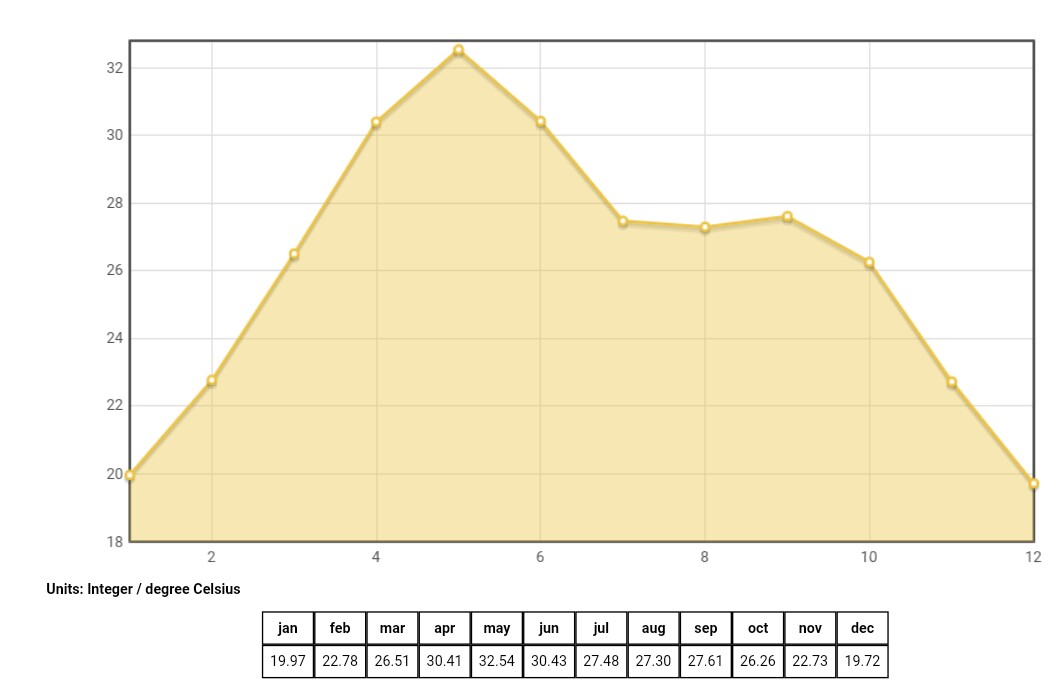 32
30
28
26
24
22
20
18
2 4 6 8 10 12
Units: Integer / degree Celsius
jan feb mar apr may jun jul aug sep oct nov dec
19.97 22.78 26.51 30.41 32.54 30.43 27.48 27.30 27.61 26.26 22.73 19.72